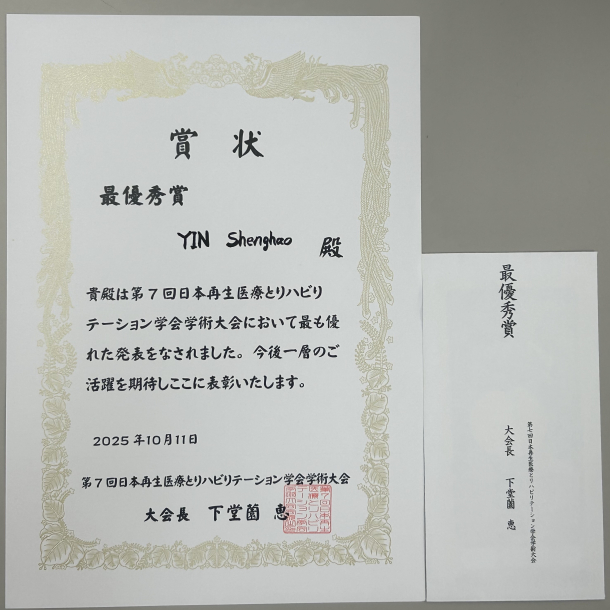 賞状
最優秀賞
YIN Shenghao 殿
貴殿は第7回日本再生医療とリハビリ
テーション学会学術大会において最も優
れた発表をなされました。今後一層のご
活躍を期待しここに表彰いたします。
2025年10月11日
第7回日本再生医療とリハビリテーション学会学術大会
大会長 下堂薗 恵
最優秀賞
第七回日本再生医療とリハビリテーション学会学術大会
大会長 下堂薗 恵